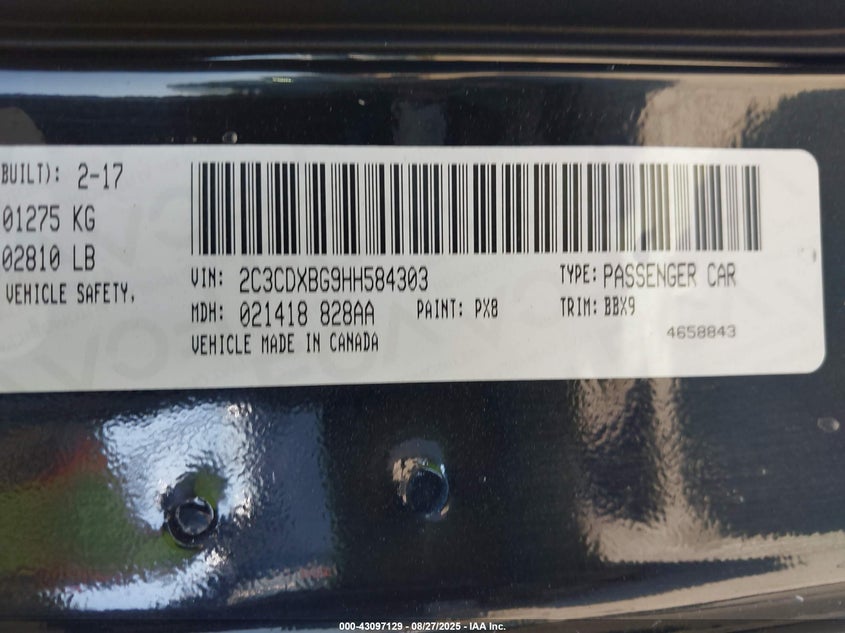 BUILT): 2-17
01275 KG
02810 LB
VEHICLE SAFETY,
VIN: 2C3CDXBG9HH584303 TYPE: PASSENGER CAR
MDH: 021418 828AA PAINT: PX8 TRIM: BBX9
VEHICLE MADE IN CANADA
4658843
000-43097129 - 08/27/2025 - IAA Inc.